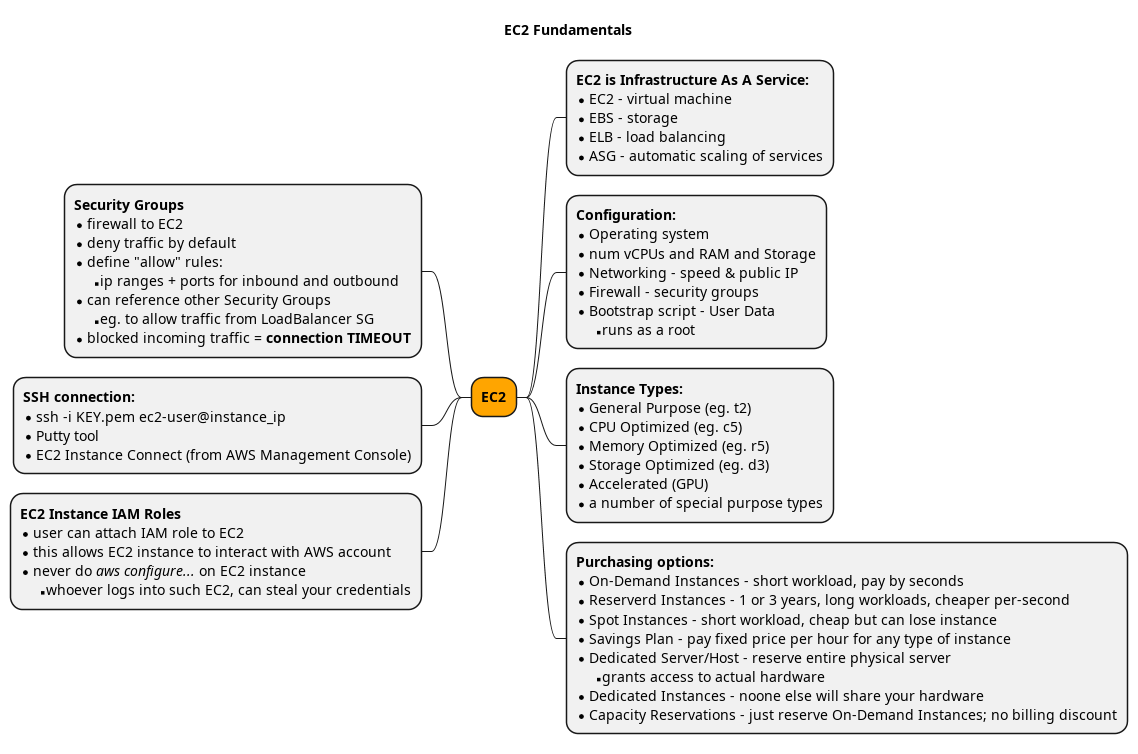 EC2 Fundamentals
EC2 is Infrastructure As A Service:
• EC2 - virtual machine
• EBS - storage
• ELB - load balancing
• ASG - automatic scaling of services
Configuration:
• Operating system
• num vCPUs and RAM and Storage
• Networking - speed & public IP
• Firewall - security groups
• Bootstrap script - User Data
▪ runs as a root
Instance Types:
• General Purpose (eg. t2)
• CPU Optimized (eg. c5)
• Memory Optimized (eg. r5)
• Storage Optimized (eg. d3)
• Accelerated (GPU)
• a number of special purpose types
Purchasing options:
• On-Demand Instances - short workload, pay by seconds
• Reserverd Instances - 1 or 3 years, long workloads, cheaper per-second
• Spot Instances - short workload, cheap but can lose instance
• Savings Plan - pay fixed price per hour for any type of instance
• Dedicated Server/Host - reserve entire physical server
▪ grants access to actual hardware
• Dedicated Instances - noone else will share your hardware
• Capacity Reservations - just reserve On-Demand Instances; no billing discount
EC2
Security Groups
• firewall to EC2
• deny traffic by default
• define "allow" rules:
▪ ip ranges + ports for inbound and outbound
• can reference other Security Groups
▪ eg. to allow traffic from LoadBalancer SG
• blocked incoming traffic = connection TIMEOUT
SSH connection:
• ssh -i KEY.pem ec2-user@instance_ip
• Putty tool
• EC2 Instance Connect (from AWS Management Console)
EC2 Instance IAM Roles
• user can attach IAM role to EC2
• this allows EC2 instance to interact with AWS account
• never do aws configure... on EC2 instance
▪ whoever logs into such EC2, can steal your credentials